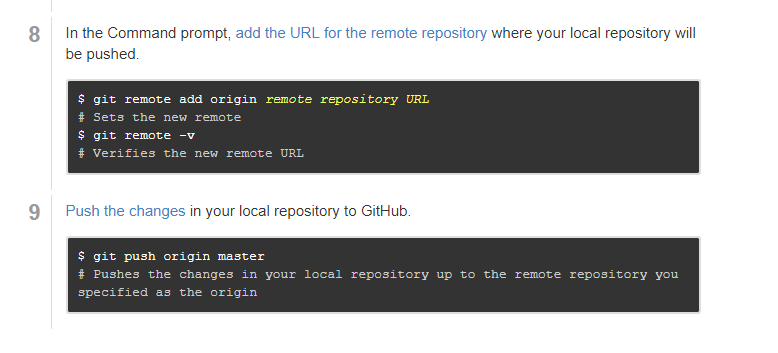 8
In the Command prompt, add the URL for the remote repository where your local repository will
be pushed.
$ git remote add origin remote repository URL
# Sets the new remote
$ git remote -v
# Verifies the new remote URL
9
Push the changes in your local repository to GitHub.
$ git push origin master
# Pushes the changes in your local repository up to the remote repository you
specified as the origin